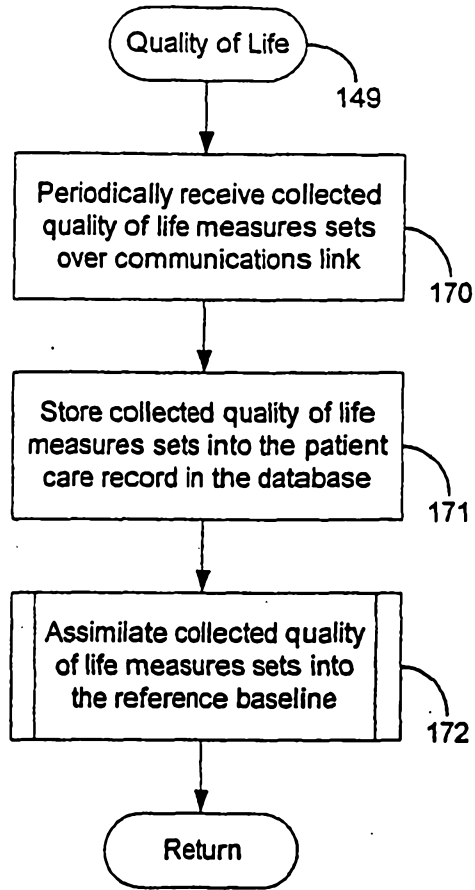 Quality of Life
149
Periodically receive collected
quality of life measures sets
over communications link
170
Store collected quality of life
measures sets into the patient
care record in the database
171
Assimilate collected quality
of life measures sets into
the reference baseline
172
Return